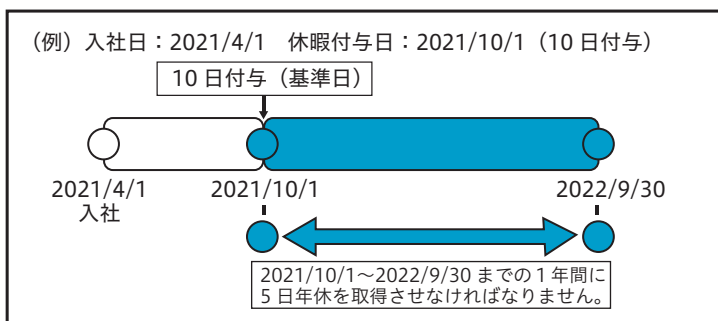 （例）入社日：2021/4/1　休暇付与日：2021/10/1（10 日付与）
10 日付与（基準日）
2021/4/1
入社
2021/10/1
2022/9/30
2021/10/1～2022/9/30 までの 1 年間に
5 日年休を取得させなければなりません。